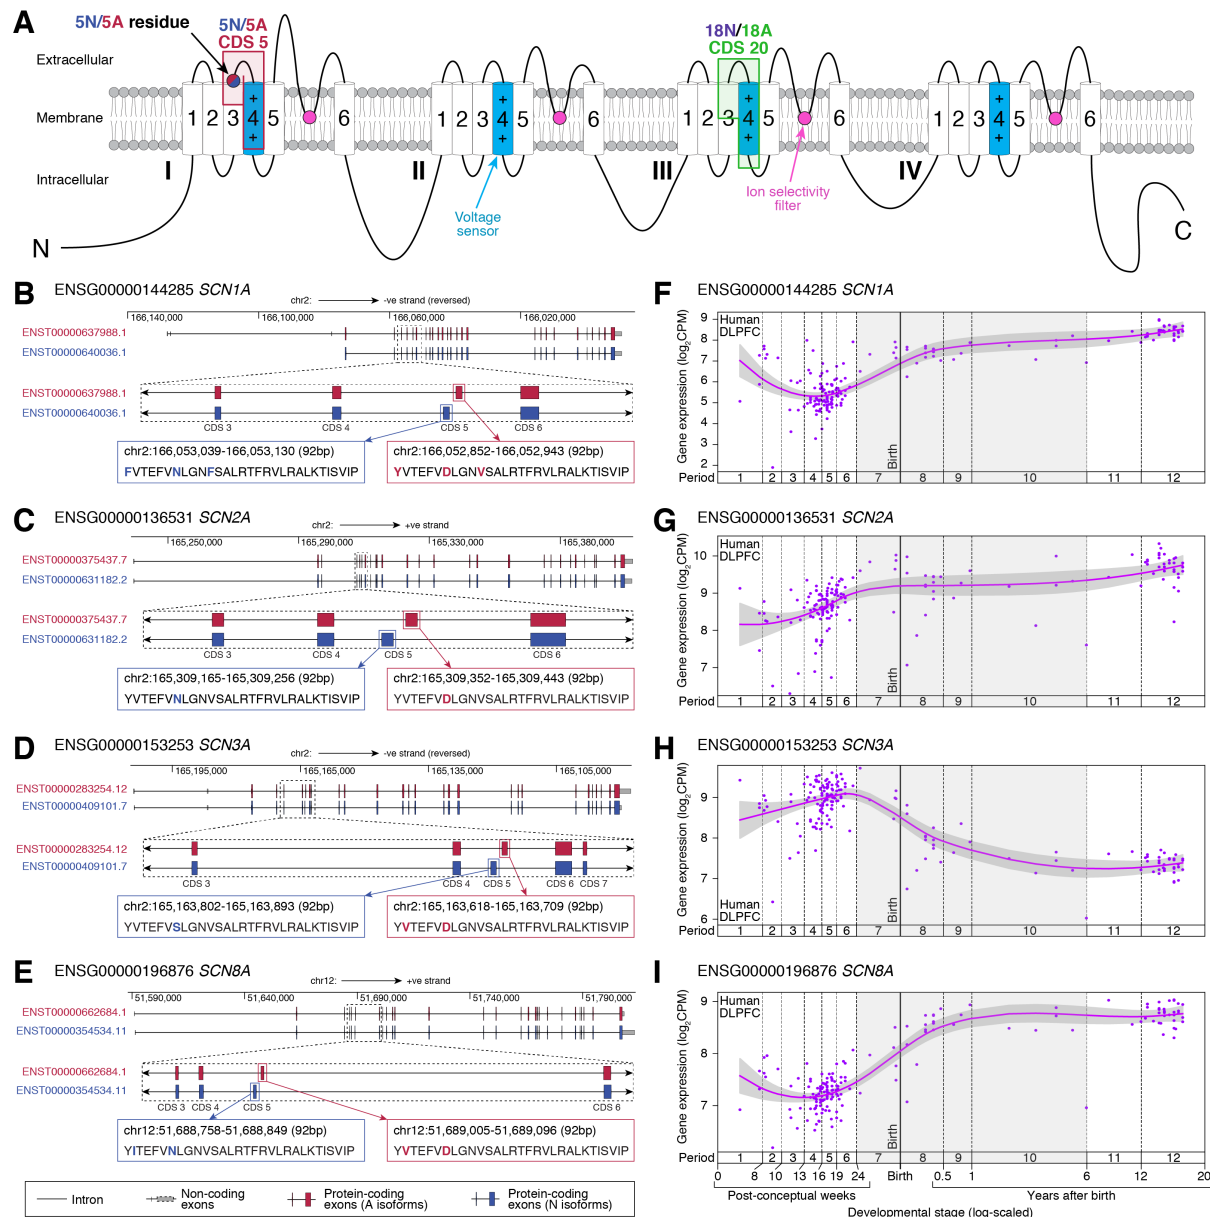 A
5N/5A residue
5N/5A
CDS 5
18N/18A
CDS 20
Extracellular
Membrane
Intracellular
1 2 3 4 5 6
1 2 3 4 5 6
1 2 3 4 5 6
1 2 3 4 5 6
+ + + + + + + +
I II III IV
Voltage
sensor
Ion selectivity
filter
N
C
B ENSG00000144285 SCN1A
chr2: -ve strand (reversed)
166,140,000 166,100,000 166,060,000 166,020,000
ENST00000637988.1
ENST00000640036.1
ENST00000637988.1
ENST00000640036.1
CDS 3 CDS 4 CDS 5 CDS 6
chr2:166,053,039-166,053,130 (92bp)
FVTEFVNLGNFSALRTFRVLRALKTISVIP
chr2:166,052,852-166,052,943 (92bp)
YVTEFVDLGNVSALRTFRVLRALKTISVIP
C ENSG00000136531 SCN2A
chr2: +ve strand
165,250,000 165,290,000 165,330,000 165,380,000
ENST00000375437.7
ENST00000631182.2
ENST00000375437.7
ENST00000631182.2
CDS 3 CDS 4 CDS 5 CDS 6
chr2:165,309,165-165,309,256 (92bp)
YVTEFVNLGNVSALRTFRVLRALKTISVIP
chr2:165,309,352-165,309,443 (92bp)
YVTEFVDLGNVSALRTFRVLRALKTISVIP
D ENSG00000153253 SCN3A
chr2: -ve strand (reversed)
165,195,000 165,165,000 165,135,000 165,105,000
ENST00000283254.12
ENST00000409101.7
ENST00000283254.12
ENST00000409101.7
CDS 3 CDS 4 CDS 5 CDS 6 CDS 7
chr2:165,163,802-165,163,893 (92bp)
YVTEFVSLGNVSALRTFRVLRALKTISVIP
chr2:165,163,618-165,163,709 (92bp)
YVTEFVDLGNVSALRTFRVLRALKTISVIP
E ENSG00000196876 SCN8A
chr12: +ve strand
51,590,000 51,640,000 51,690,000 51,740,000 51,790,000
ENST00000662684.1
ENST00000354534.11
ENST00000662684.1
ENST00000354534.11
CDS 3 CDS 4 CDS 5 CDS 6
chr12:51,688,758-51,688,849 (92bp)
YITEFVNLGNVSALRTFRVLRALKTISVIP
chr12:51,689,005-51,689,096 (92bp)
YVTEFVDLGNVSALRTFRVLRALKTISVIP
Intron
Non-coding
exons
Protein-coding
exons (A isoforms)
Protein-coding
exons (N isoforms)
F ENSG00000144285 SCN1A
Gene expression (log2CPM)
9
8
7
6
5
4
3
2
Human
DLPFC
Birth
Period 1 2 3 4 5 6 7 8 9 10 11 12
G ENSG00000136531 SCN2A
Gene expression (log2CPM)
10
9
8
7
Human
DLPFC
Birth
Period 1 2 3 4 5 6 7 8 9 10 11 12
H ENSG00000153253 SCN3A
Gene expression (log2CPM)
9
8
7
6
Human
DLPFC
Birth
Period 1 2 3 4 5 6 7 8 9 10 11 12
I ENSG00000196876 SCN8A
Gene expression (log2CPM)
9
8
7
Human
DLPFC
Birth
Period 1 2 3 4 5 6 7 8 9 10 11 12
0 8 10 13 16 19 24 Birth 0.5 1 6 12 20
Post-conceptual weeks
Years after birth
Developmental stage (log-scaled)